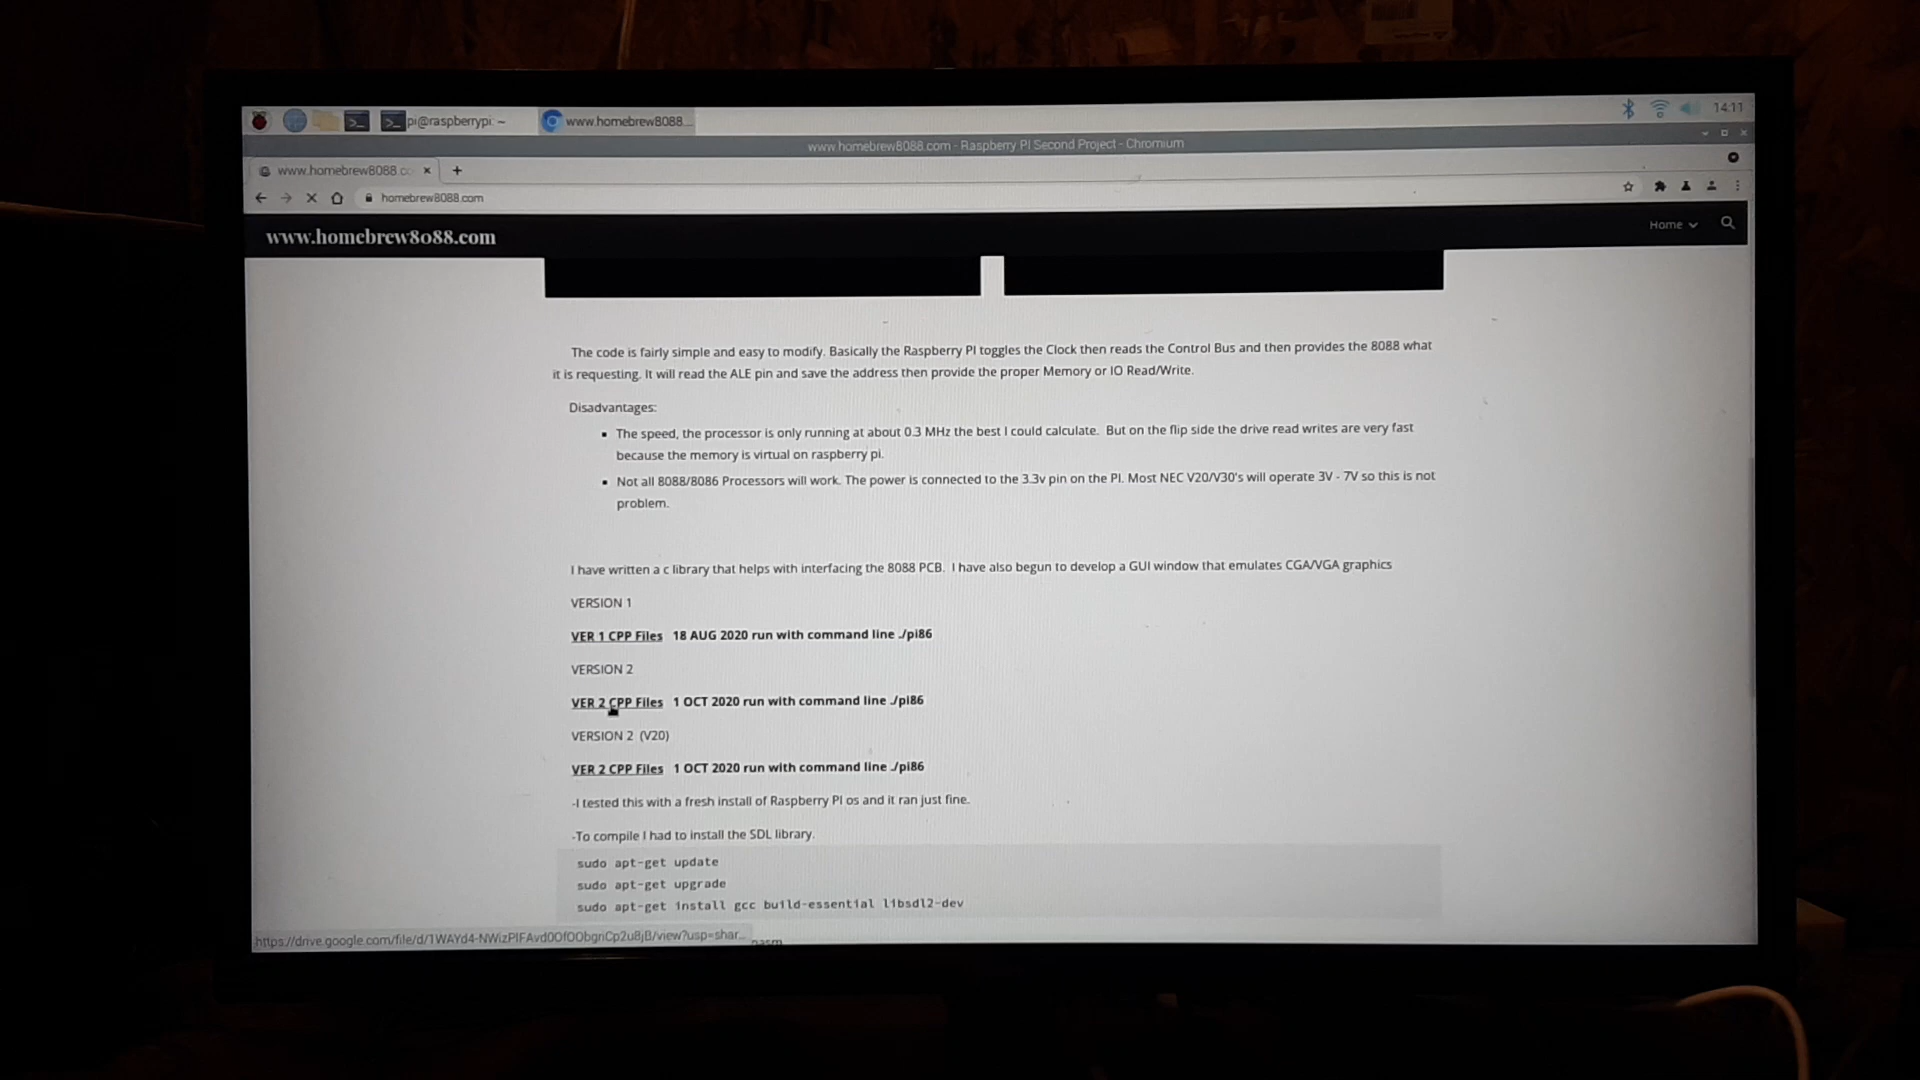 pi@raspberrypi: ~
www.homebrew8088....
14:11
www.homebrew8088.com - Raspberry PI Second Project - Chromium
www.homebrew8088.co
homebrew8088.com
www.homebrew8088.com
Home
The code is fairly simple and easy to modify. Basically the Raspberry PI toggles the Clock then reads the Control Bus and then provides the 8088 what
it is requesting. It will read the ALE pin and save the address then provide the proper Memory or IO Read/Write.
Disadvantages:
The speed, the processor is only running at about 0.3 MHz the best I could calculate. But on the flip side the drive read writes are very fast
because the memory is virtual on raspberry pi.
Not all 8088/8086 Processors will work. The power is connected to the 3.3v pin on the PI. Most NEC V20/V30's will operate 3V - 7V so this is not
problem.
I have written a c library that helps with interfacing the 8088 PCB. I have also begun to develop a GUI window that emulates CGA/VGA graphics
VERSION 1
VER 1 CPP Files 18 AUG 2020 run with command line ./pi86
VERSION 2
VER 2 CPP Files 1 OCT 2020 run with command line ./pi86
VERSION 2 (V20)
VER 2 CPP Files 1 OCT 2020 run with command line ./pi86
-I tested this with a fresh install of Raspberry PI os and it ran just fine.
-To compile I had to install the SDL library.
sudo apt-get update
sudo apt-get upgrade
sudo apt-get install gcc build-essential libsdl2-dev
nasm